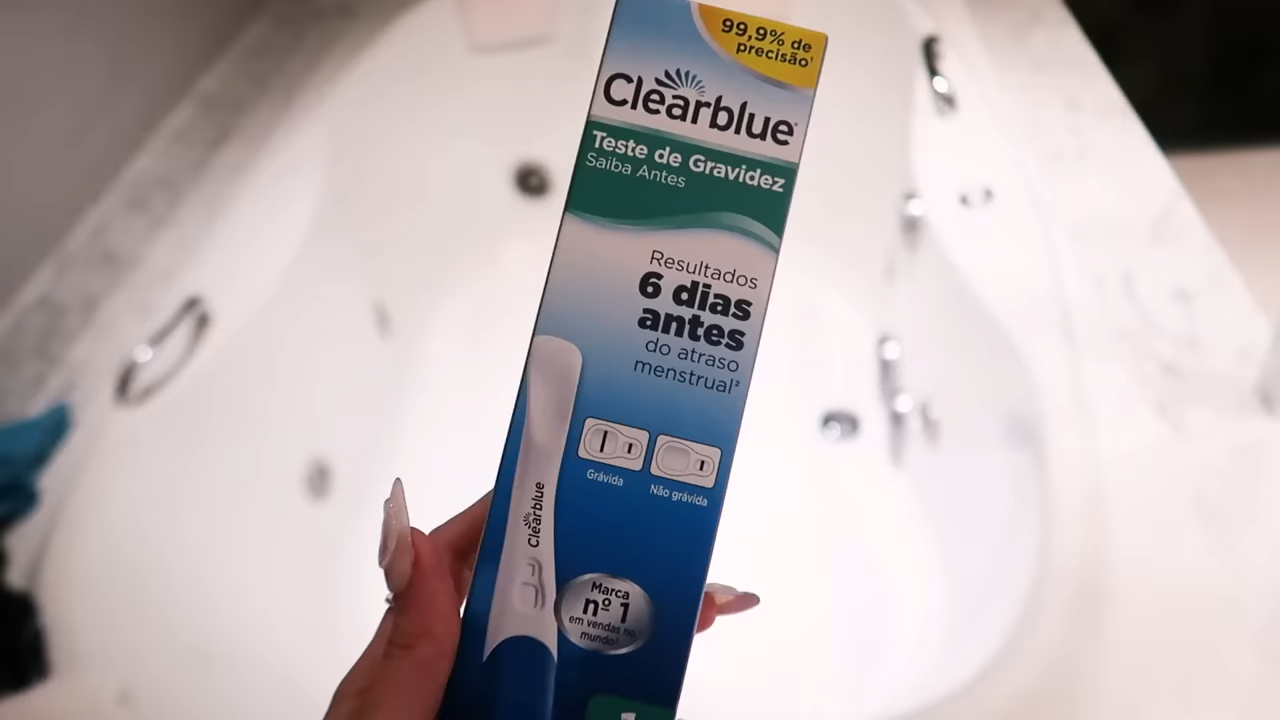 99,9% de
precisão¹
Clearblue
Teste de Gravidez
Saiba Antes
Resultados
6 dias
antes
do atraso
menstrual²
Grávida
Não grávida
Clearblue
Marca
nº 1
em vendas no
mundo